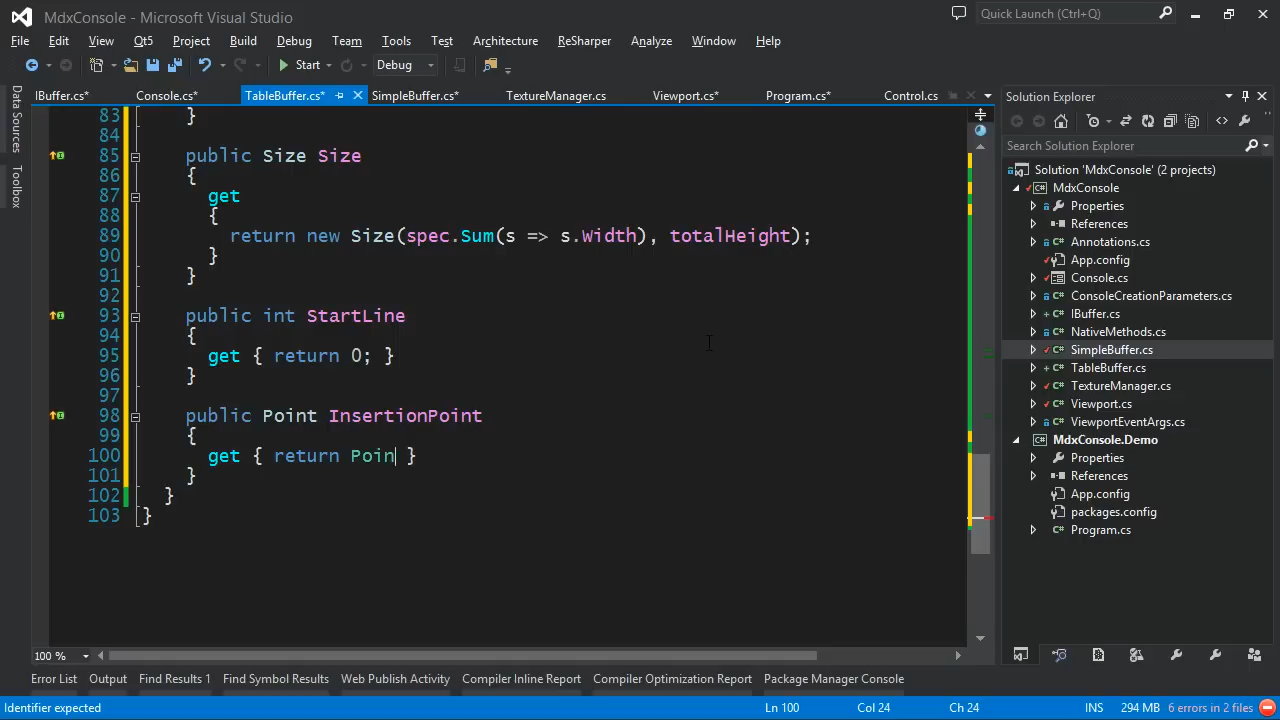 MdxConsole - Microsoft Visual Studio
Quick Launch (Ctrl+Q)
File Edit View Qt5 Project Build Debug Team Tools Test Architecture ReSharper Analyze Window Help
Start Debug
IBuffer.cs* Console.cs* TableBuffer.cs* SimpleBuffer.cs* TextureManager.cs Viewport.cs* Program.cs* Control.cs
Data Sources
Toolbox
83 }
84
85 public Size Size
86 {
87 get
88 {
89 return new Size(spec.Sum(s => s.Width), totalHeight);
90 }
91 }
92
93 public int StartLine
94 {
95 get { return 0; }
96 }
97
98 public Point InsertionPoint
99 {
100 get { return Poin }
101 }
102 }
103 }
100 %
Solution Explorer
Search Solution Explorer
Solution 'MdxConsole' (2 projects)
MdxConsole
Properties
References
Annotations.cs
App.config
Console.cs
ConsoleCreationParameters.cs
IBuffer.cs
NativeMethods.cs
SimpleBuffer.cs
TableBuffer.cs
TextureManager.cs
Viewport.cs
ViewportEventArgs.cs
MdxConsole.Demo
Properties
References
App.config
packages.config
Program.cs
Error List Output Find Results 1 Find Symbol Results Web Publish Activity Compiler Inline Report Compiler Optimization Report Package Manager Console
Identifier expected Ln 100 Col 24 Ch 24 INS 294 MB 6 errors in 2 files